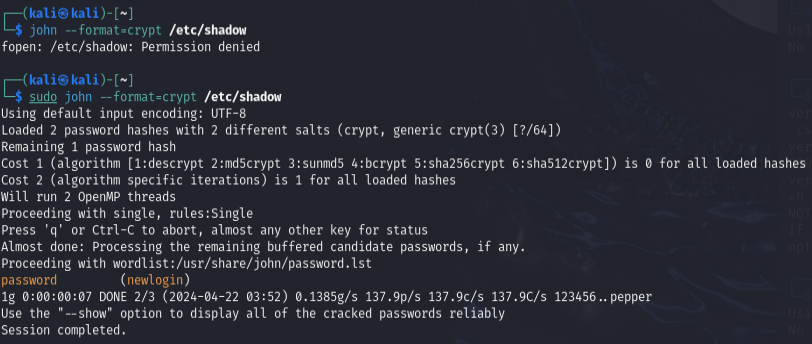 ┌──(kali㉿kali)-[~]
└─$ john --format=crypt /etc/shadow
fopen: /etc/shadow: Permission denied
┌──(kali㉿kali)-[~]
└─$ sudo john --format=crypt /etc/shadow
Using default input encoding: UTF-8
Loaded 2 password hashes with 2 different salts (crypt, generic crypt(3) [?/64])
Remaining 1 password hash
Cost 1 (algorithm [1:descrypt 2:md5crypt 3:sunmd5 4:bcrypt 5:sha256crypt 6:sha512crypt]) is 0 for all loaded hashes
Cost 2 (algorithm specific iterations) is 1 for all loaded hashes
Will run 2 OpenMP threads
Proceeding with single, rules:Single
Press 'q' or Ctrl-C to abort, almost any other key for status
Almost done: Processing the remaining buffered candidate passwords, if any.
Proceeding with wordlist:/usr/share/john/password.lst
password         (newlogin)
1g 0:00:00:07 DONE 2/3 (2024-04-22 03:52) 0.1385g/s 137.9p/s 137.9c/s 137.9C/s 123456..pepper
Use the "--show" option to display all of the cracked passwords reliably
Session completed.